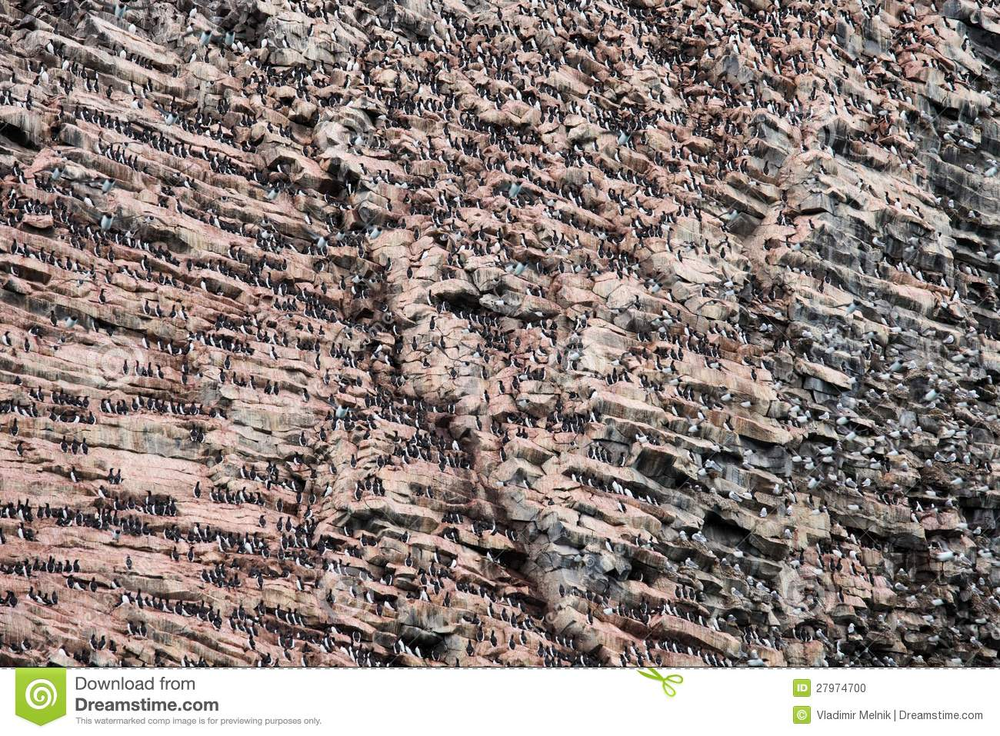 Download from
Dreamstime.com
This watermarked comp image is for previewing purposes only.
ID 27974700
© Vladimir Melnik | Dreamstime.com